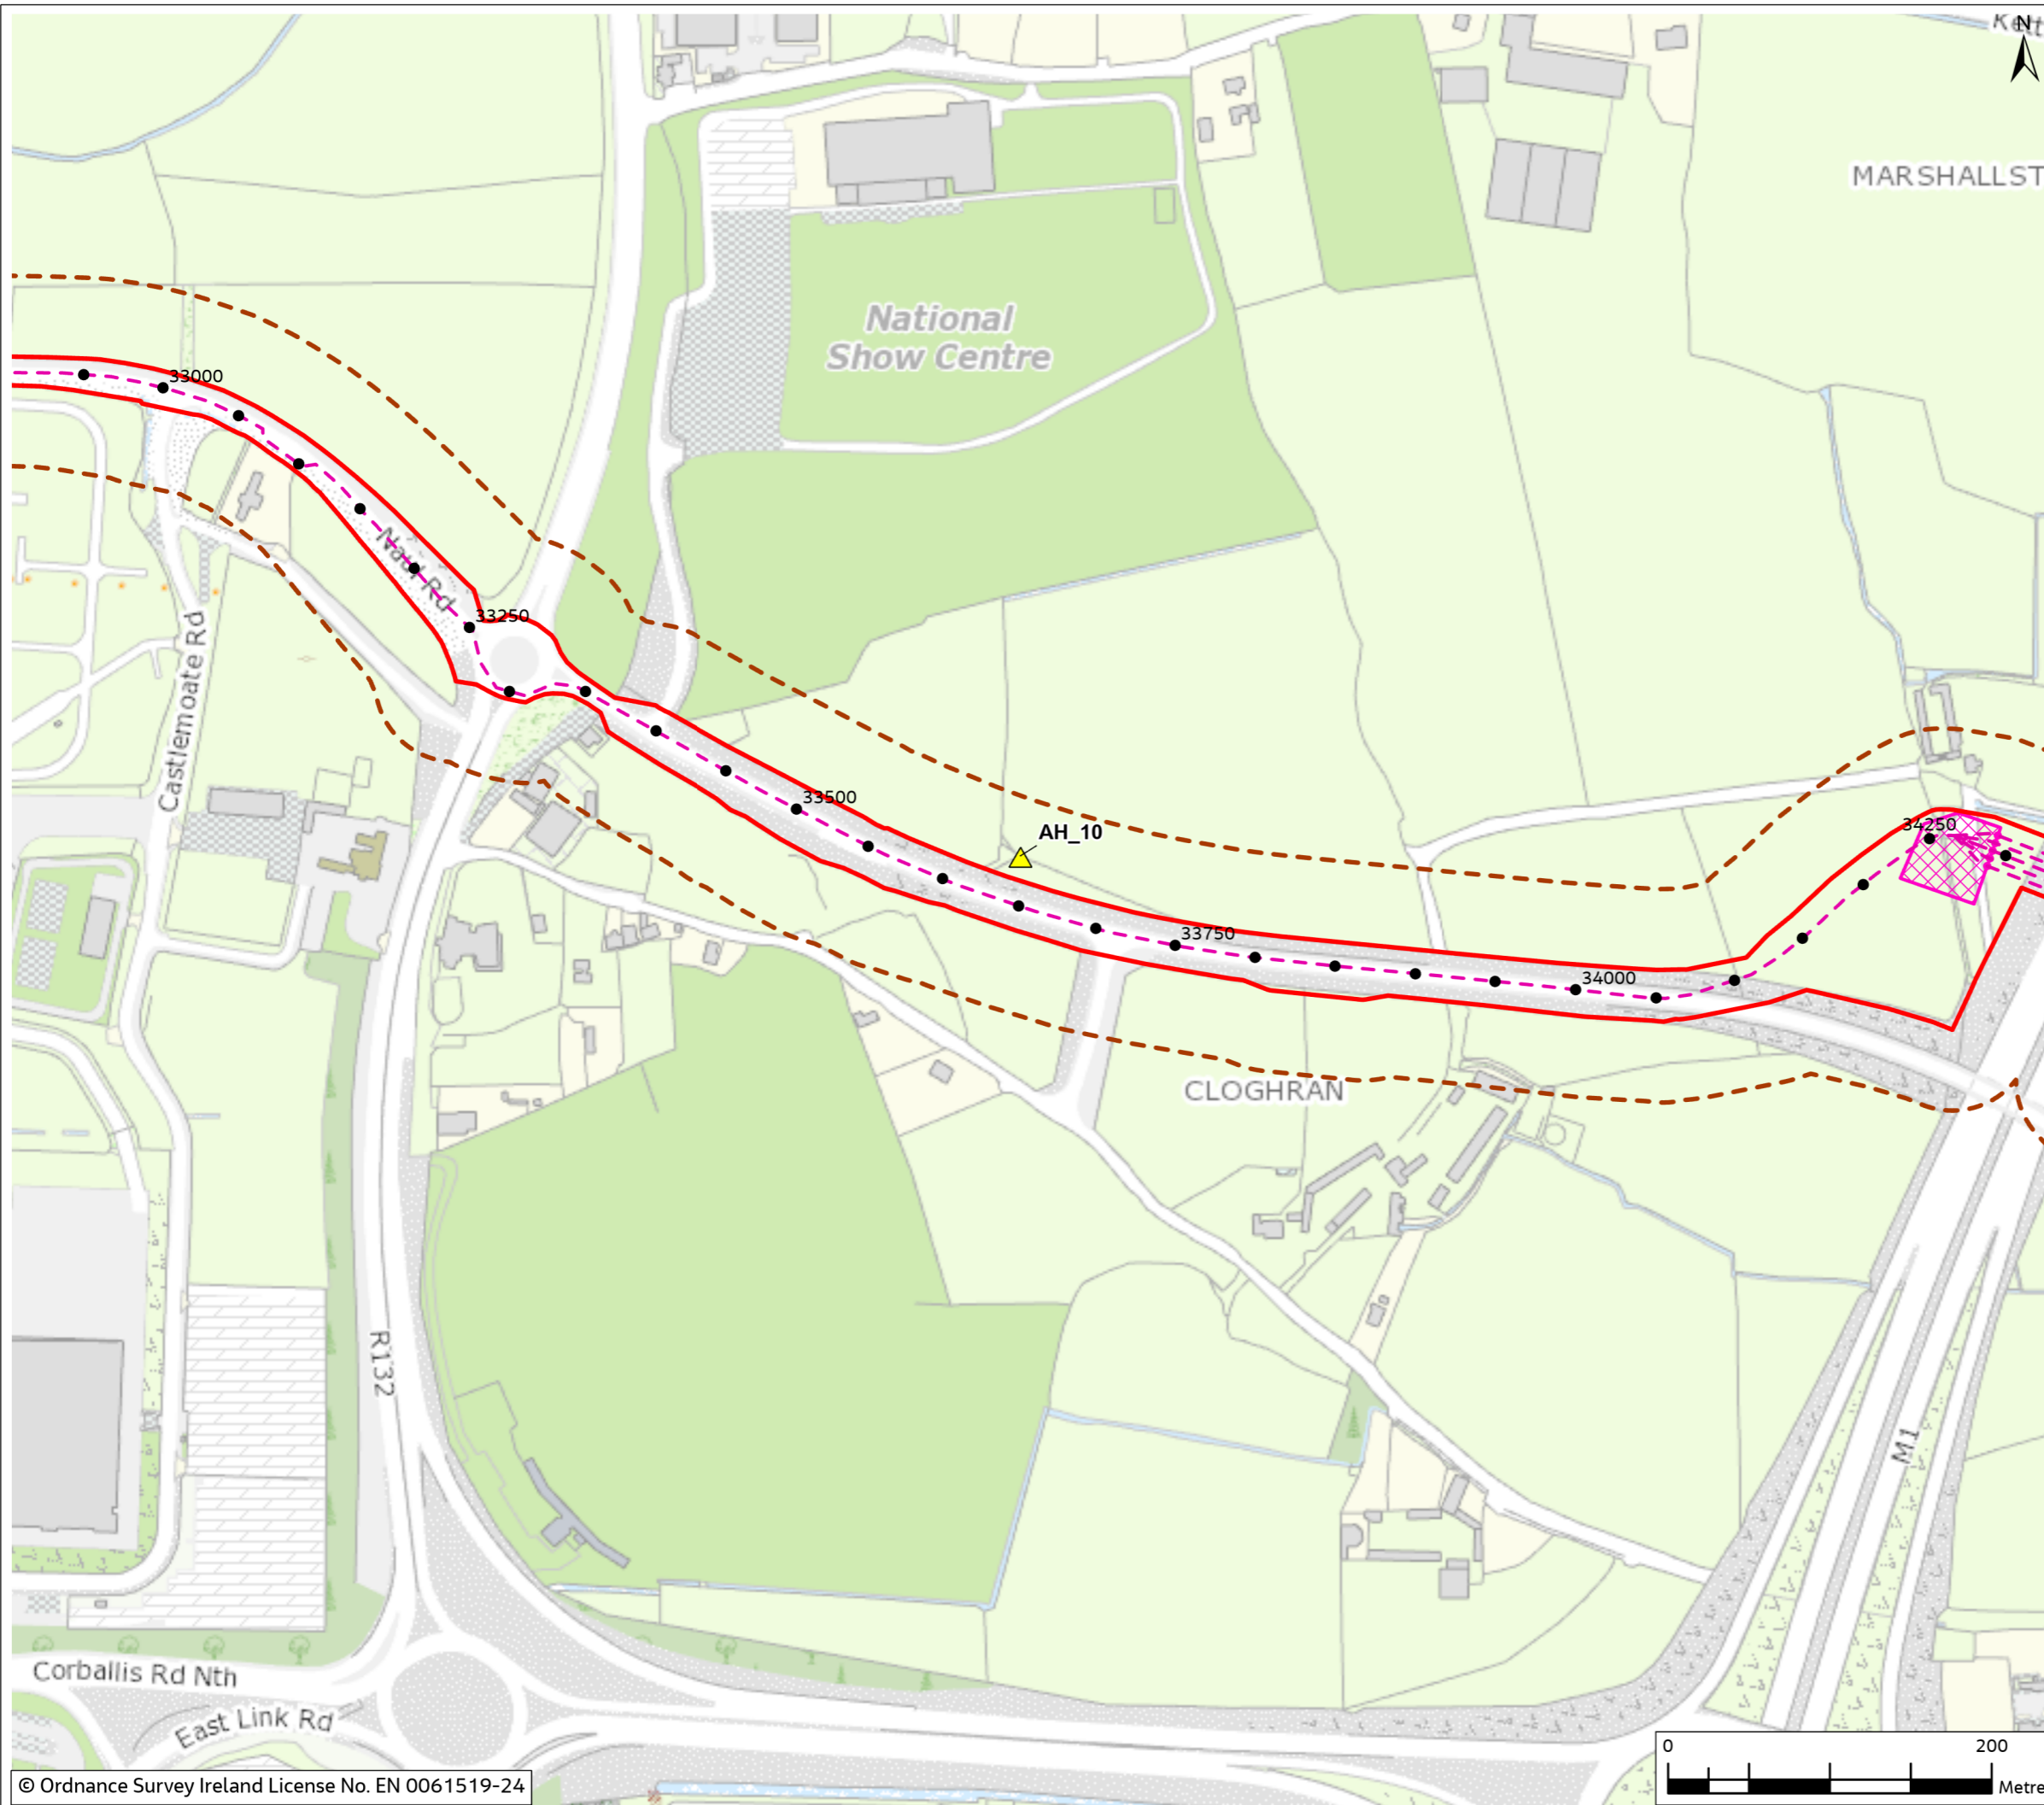 N
MARSHALLST
National
Show Centre
33000
Naul Rd
33250
Castlemoate Rd
33500
AH_10
34250
33750
34000
CLOGHRAN
R132
M1
Corballis Rd Nth
East Link Rd
0 200
Metre
© Ordnance Survey Ireland License No. EN 0061519-24